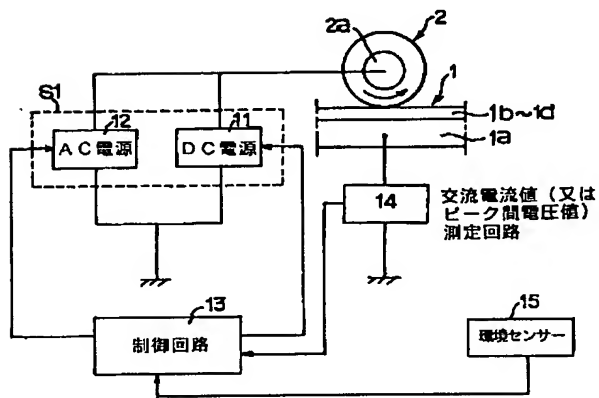 2
2a
1
S1
1b~1d
12
11
AC電源
DC電源
1a
14
交流電流値(又は
ピーク間電圧値)
測定回路
13
15
制御回路
環境センサー